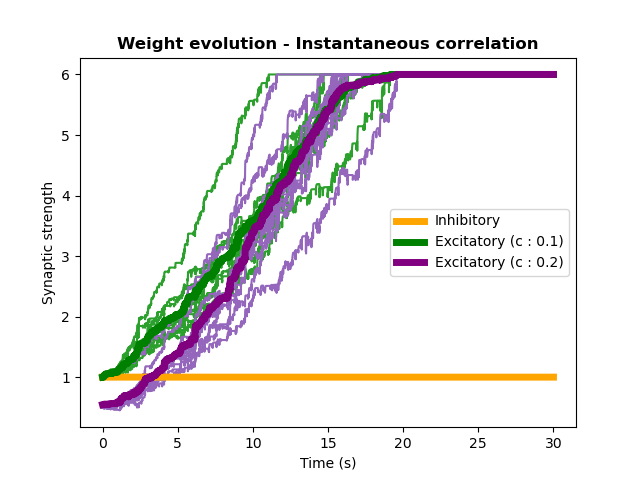 Weight evolution - Instantaneous correlation
Synaptic strength
6
5
4
3
2
1
Inhibitory
Excitatory (c : 0.1)
Excitatory (c : 0.2)
0 5 10 15 20 25 30
Time (s)